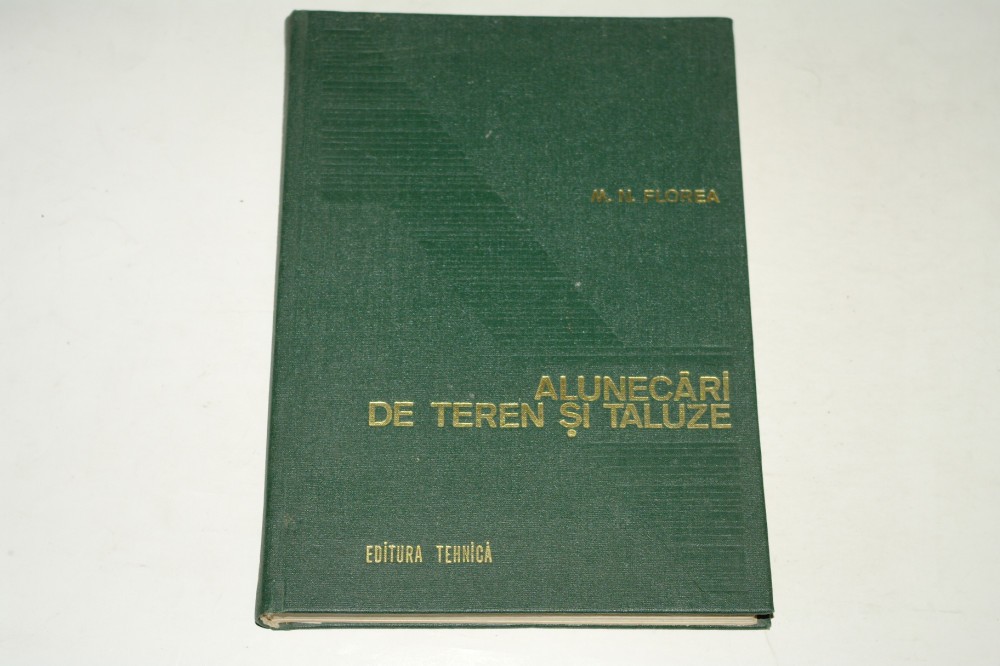 M. N. FLOREA
ALUNECĂRI
DE TEREN ȘI TALUZE
EDITURA TEHNICĂ